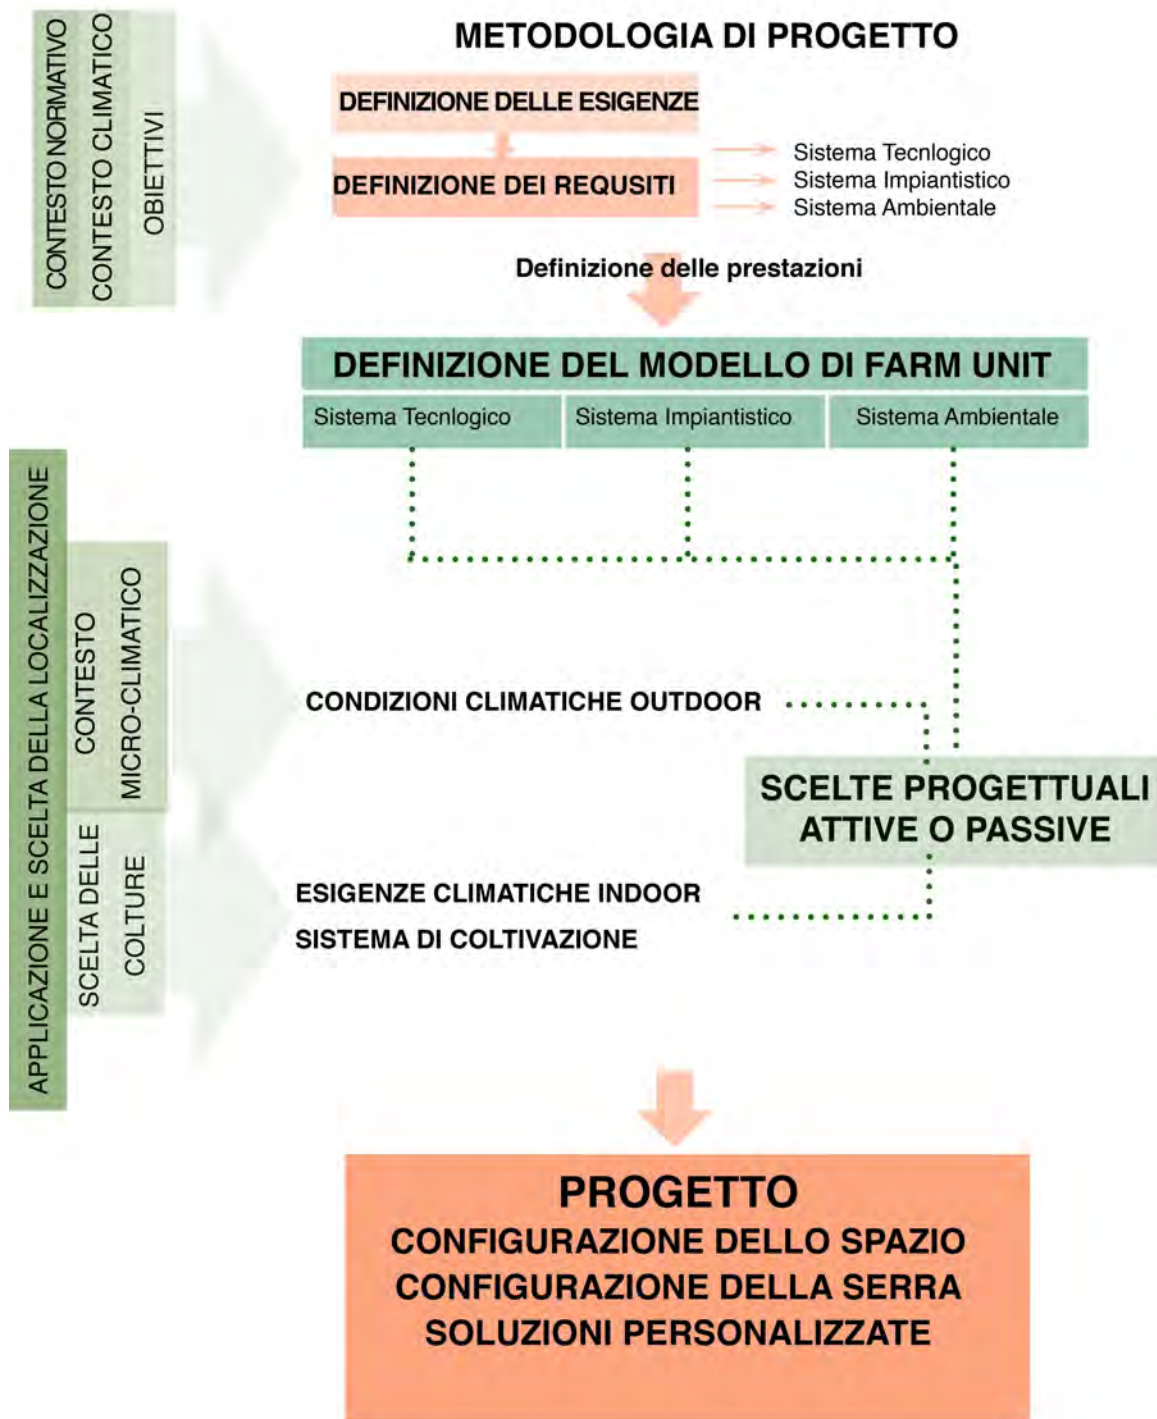 METODOLOGIA DI PROGETTO
CONTESTO NORMATIVO
CONTESTO CLIMATICO
OBIETTIVI
DEFINIZIONE DELLE ESIGENZE
DEFINIZIONE DEI REQUSITI
Sistema Tecnlogico
Sistema Impiantistico
Sistema Ambientale
Definizione delle prestazioni
DEFINIZIONE DEL MODELLO DI FARM UNIT
Sistema Tecnlogico
Sistema Impiantistico
Sistema Ambientale
APPLICAZIONE E SCELTA DELLA LOCALIZZAZIONE
CONTESTO
MICRO-CLIMATICO
CONDIZIONI CLIMATICHE OUTDOOR
SCELTE PROGETTUALI
ATTIVE O PASSIVE
SCELTA DELLE
COLTURE
ESIGENZE CLIMATICHE INDOOR
SISTEMA DI COLTIVAZIONE
PROGETTO
CONFIGURAZIONE DELLO SPAZIO
CONFIGURAZIONE DELLA SERRA
SOLUZIONI PERSONALIZZATE